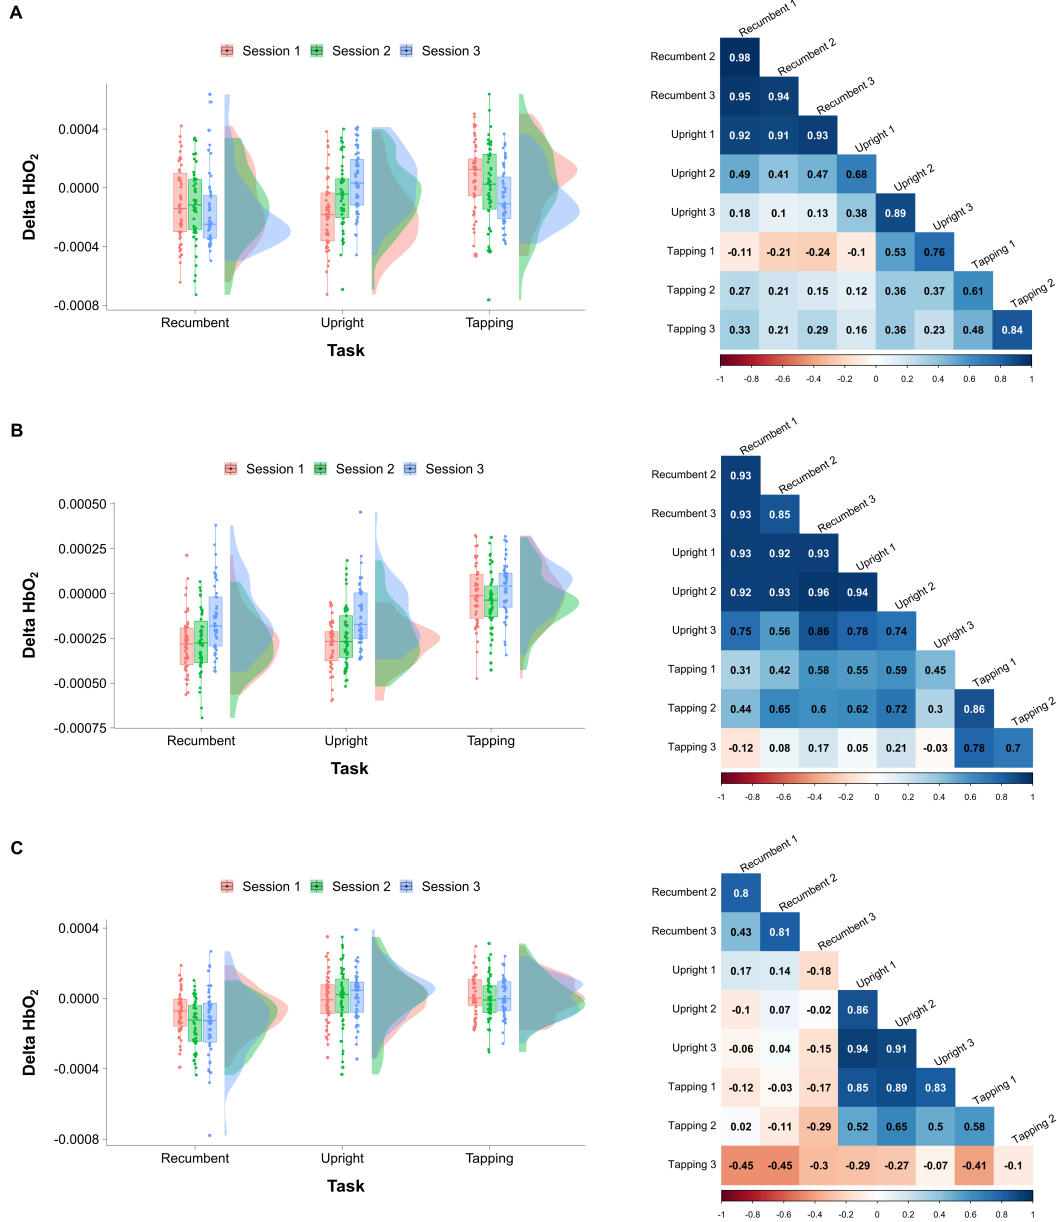 A
Session 1 Session 2 Session 3
Delta HbO2
0.0004
0.0000
-0.0004
-0.0008
Recumbent Upright Tapping
Task
Recumbent 1
Recumbent 2 0.98 Recumbent 2
Recumbent 3 0.95 0.94 Recumbent 3
Upright 1 0.92 0.91 0.93 Upright 1
Upright 2 0.49 0.41 0.47 0.68 Upright 2
Upright 3 0.18 0.1 0.13 0.38 0.89 Upright 3
Tapping 1 -0.11 -0.21 -0.24 -0.1 0.53 0.76 Tapping 1
Tapping 2 0.27 0.21 0.15 0.12 0.36 0.37 0.61 Tapping 2
Tapping 3 0.33 0.21 0.29 0.16 0.36 0.23 0.48 0.84
-1 -0.8 -0.6 -0.4 -0.2 0 0.2 0.4 0.6 0.8 1
B
Session 1 Session 2 Session 3
Delta HbO2
0.00050
0.00025
0.00000
-0.00025
-0.00050
-0.00075
Recumbent Upright Tapping
Task
Recumbent 1
Recumbent 2 0.93 Recumbent 2
Recumbent 3 0.93 0.85 Recumbent 3
Upright 1 0.93 0.92 0.93 Upright 1
Upright 2 0.92 0.93 0.96 0.94 Upright 2
Upright 3 0.75 0.56 0.86 0.78 0.74 Upright 3
Tapping 1 0.31 0.42 0.58 0.55 0.59 0.45 Tapping 1
Tapping 2 0.44 0.65 0.6 0.62 0.72 0.3 0.86 Tapping 2
Tapping 3 -0.12 0.08 0.17 0.05 0.21 -0.03 0.78 0.7
-1 -0.8 -0.6 -0.4 -0.2 0 0.2 0.4 0.6 0.8 1
C
Session 1 Session 2 Session 3
Delta HbO2
0.0004
0.0000
-0.0004
-0.0008
Recumbent Upright Tapping
Task
Recumbent 1
Recumbent 2 0.8 Recumbent 2
Recumbent 3 0.43 0.81 Recumbent 3
Upright 1 0.17 0.14 -0.18 Upright 1
Upright 2 -0.1 0.07 -0.02 0.86 Upright 2
Upright 3 -0.06 0.04 -0.15 0.94 0.91 Upright 3
Tapping 1 -0.12 -0.03 -0.17 0.85 0.89 0.83 Tapping 1
Tapping 2 0.02 -0.11 -0.29 0.52 0.65 0.5 0.58 Tapping 2
Tapping 3 -0.45 -0.45 -0.3 -0.29 -0.27 -0.07 -0.41 -0.1
-1 -0.8 -0.6 -0.4 -0.2 0 0.2 0.4 0.6 0.8 1